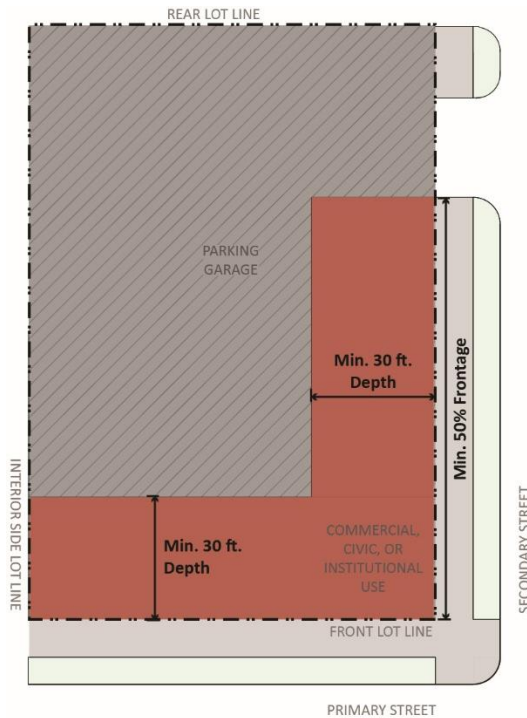 REAR LOT LINE
PARKING
GARAGE
Min. 30 ft.
Depth
Min. 50% Frontage
INTERIOR SIDE LOT LINE
SECONDARY STREET
Min. 30 ft.
Depth
COMMERCIAL,
CIVIC, OR
INSTITUTIONAL
USE
FRONT LOT LINE
PRIMARY STREET